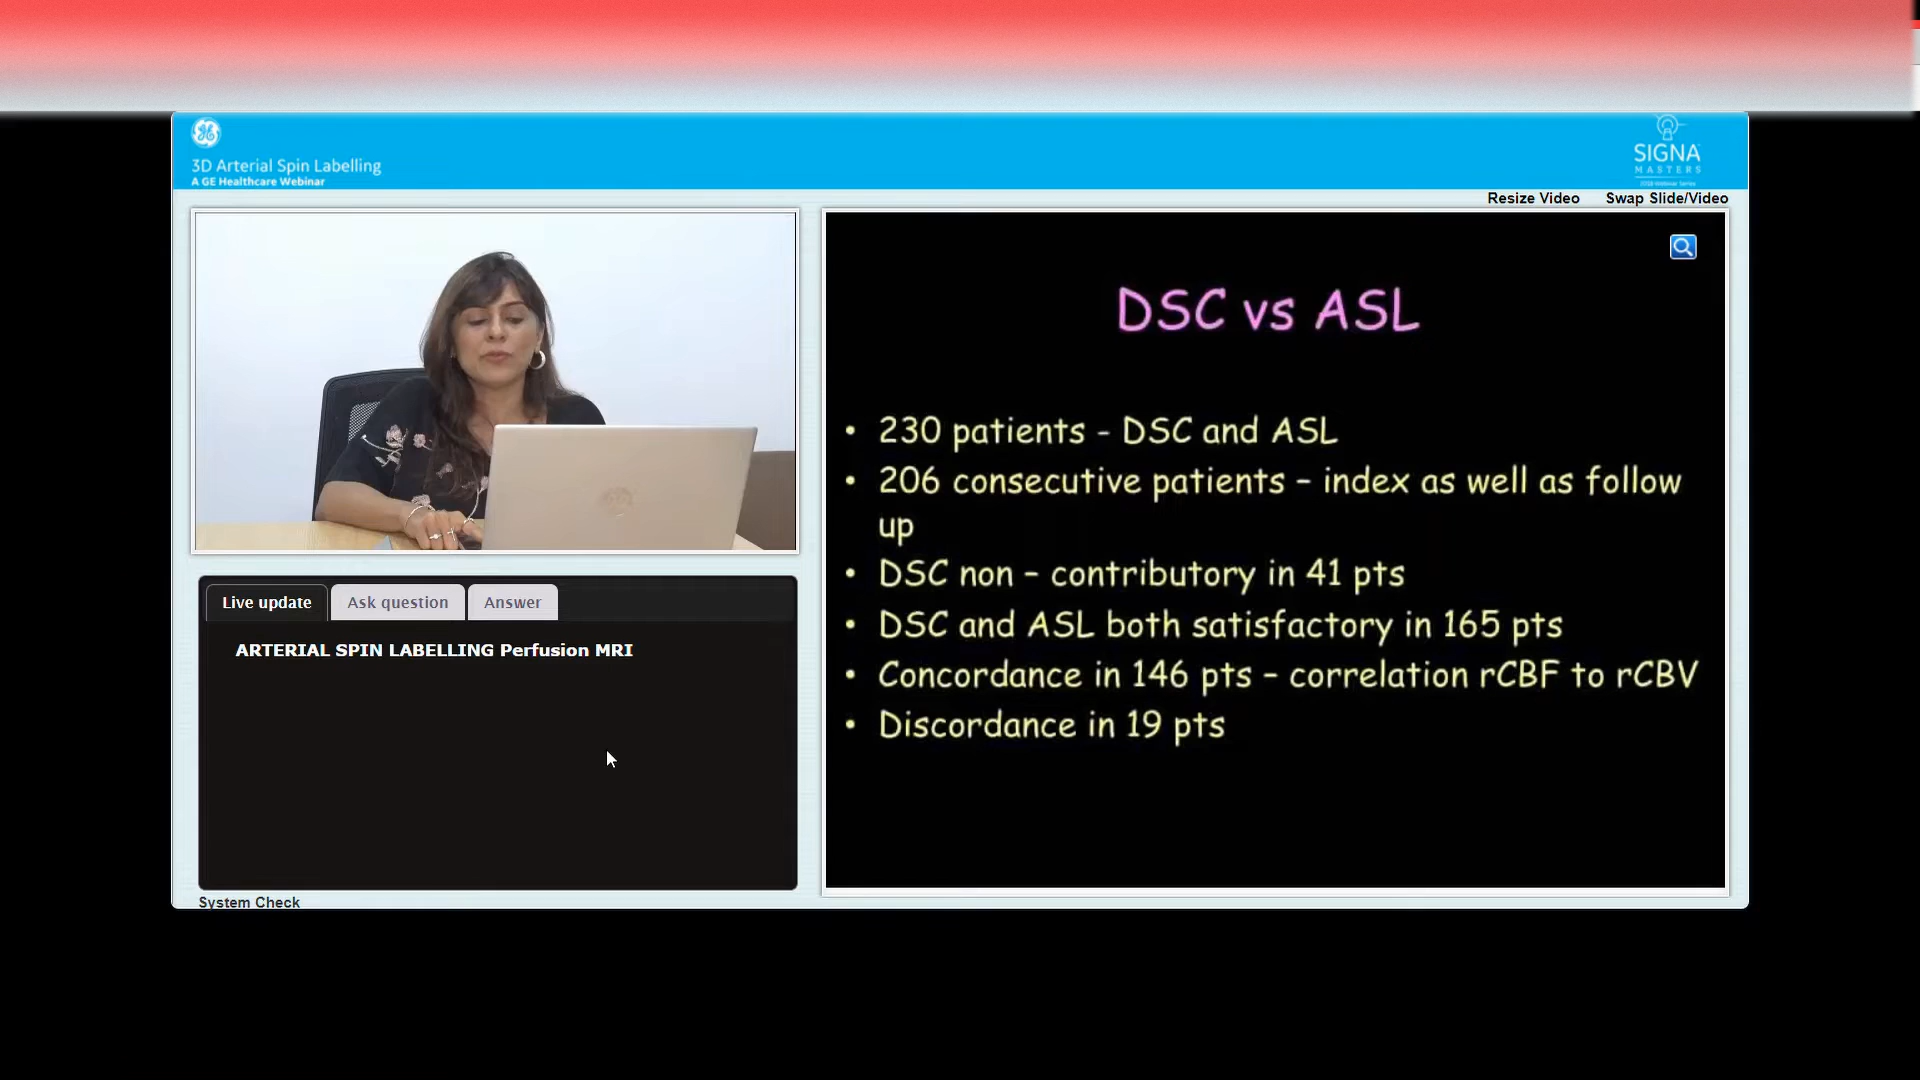 3D Arterial Spin Labelling
A GE Healthcare Webinar
SIGNA
MASTERS
2018 Webinar Series
Resize Video Swap Slide/Video
DSC vs ASL
• 230 patients - DSC and ASL
• 206 consecutive patients – index as well as follow
up
• DSC non – contributory in 41 pts
• DSC and ASL both satisfactory in 165 pts
• Concordance in 146 pts – correlation rCBF to rCBV
• Discordance in 19 pts
Live update Ask question Answer
ARTERIAL SPIN LABELLING Perfusion MRI
System Check